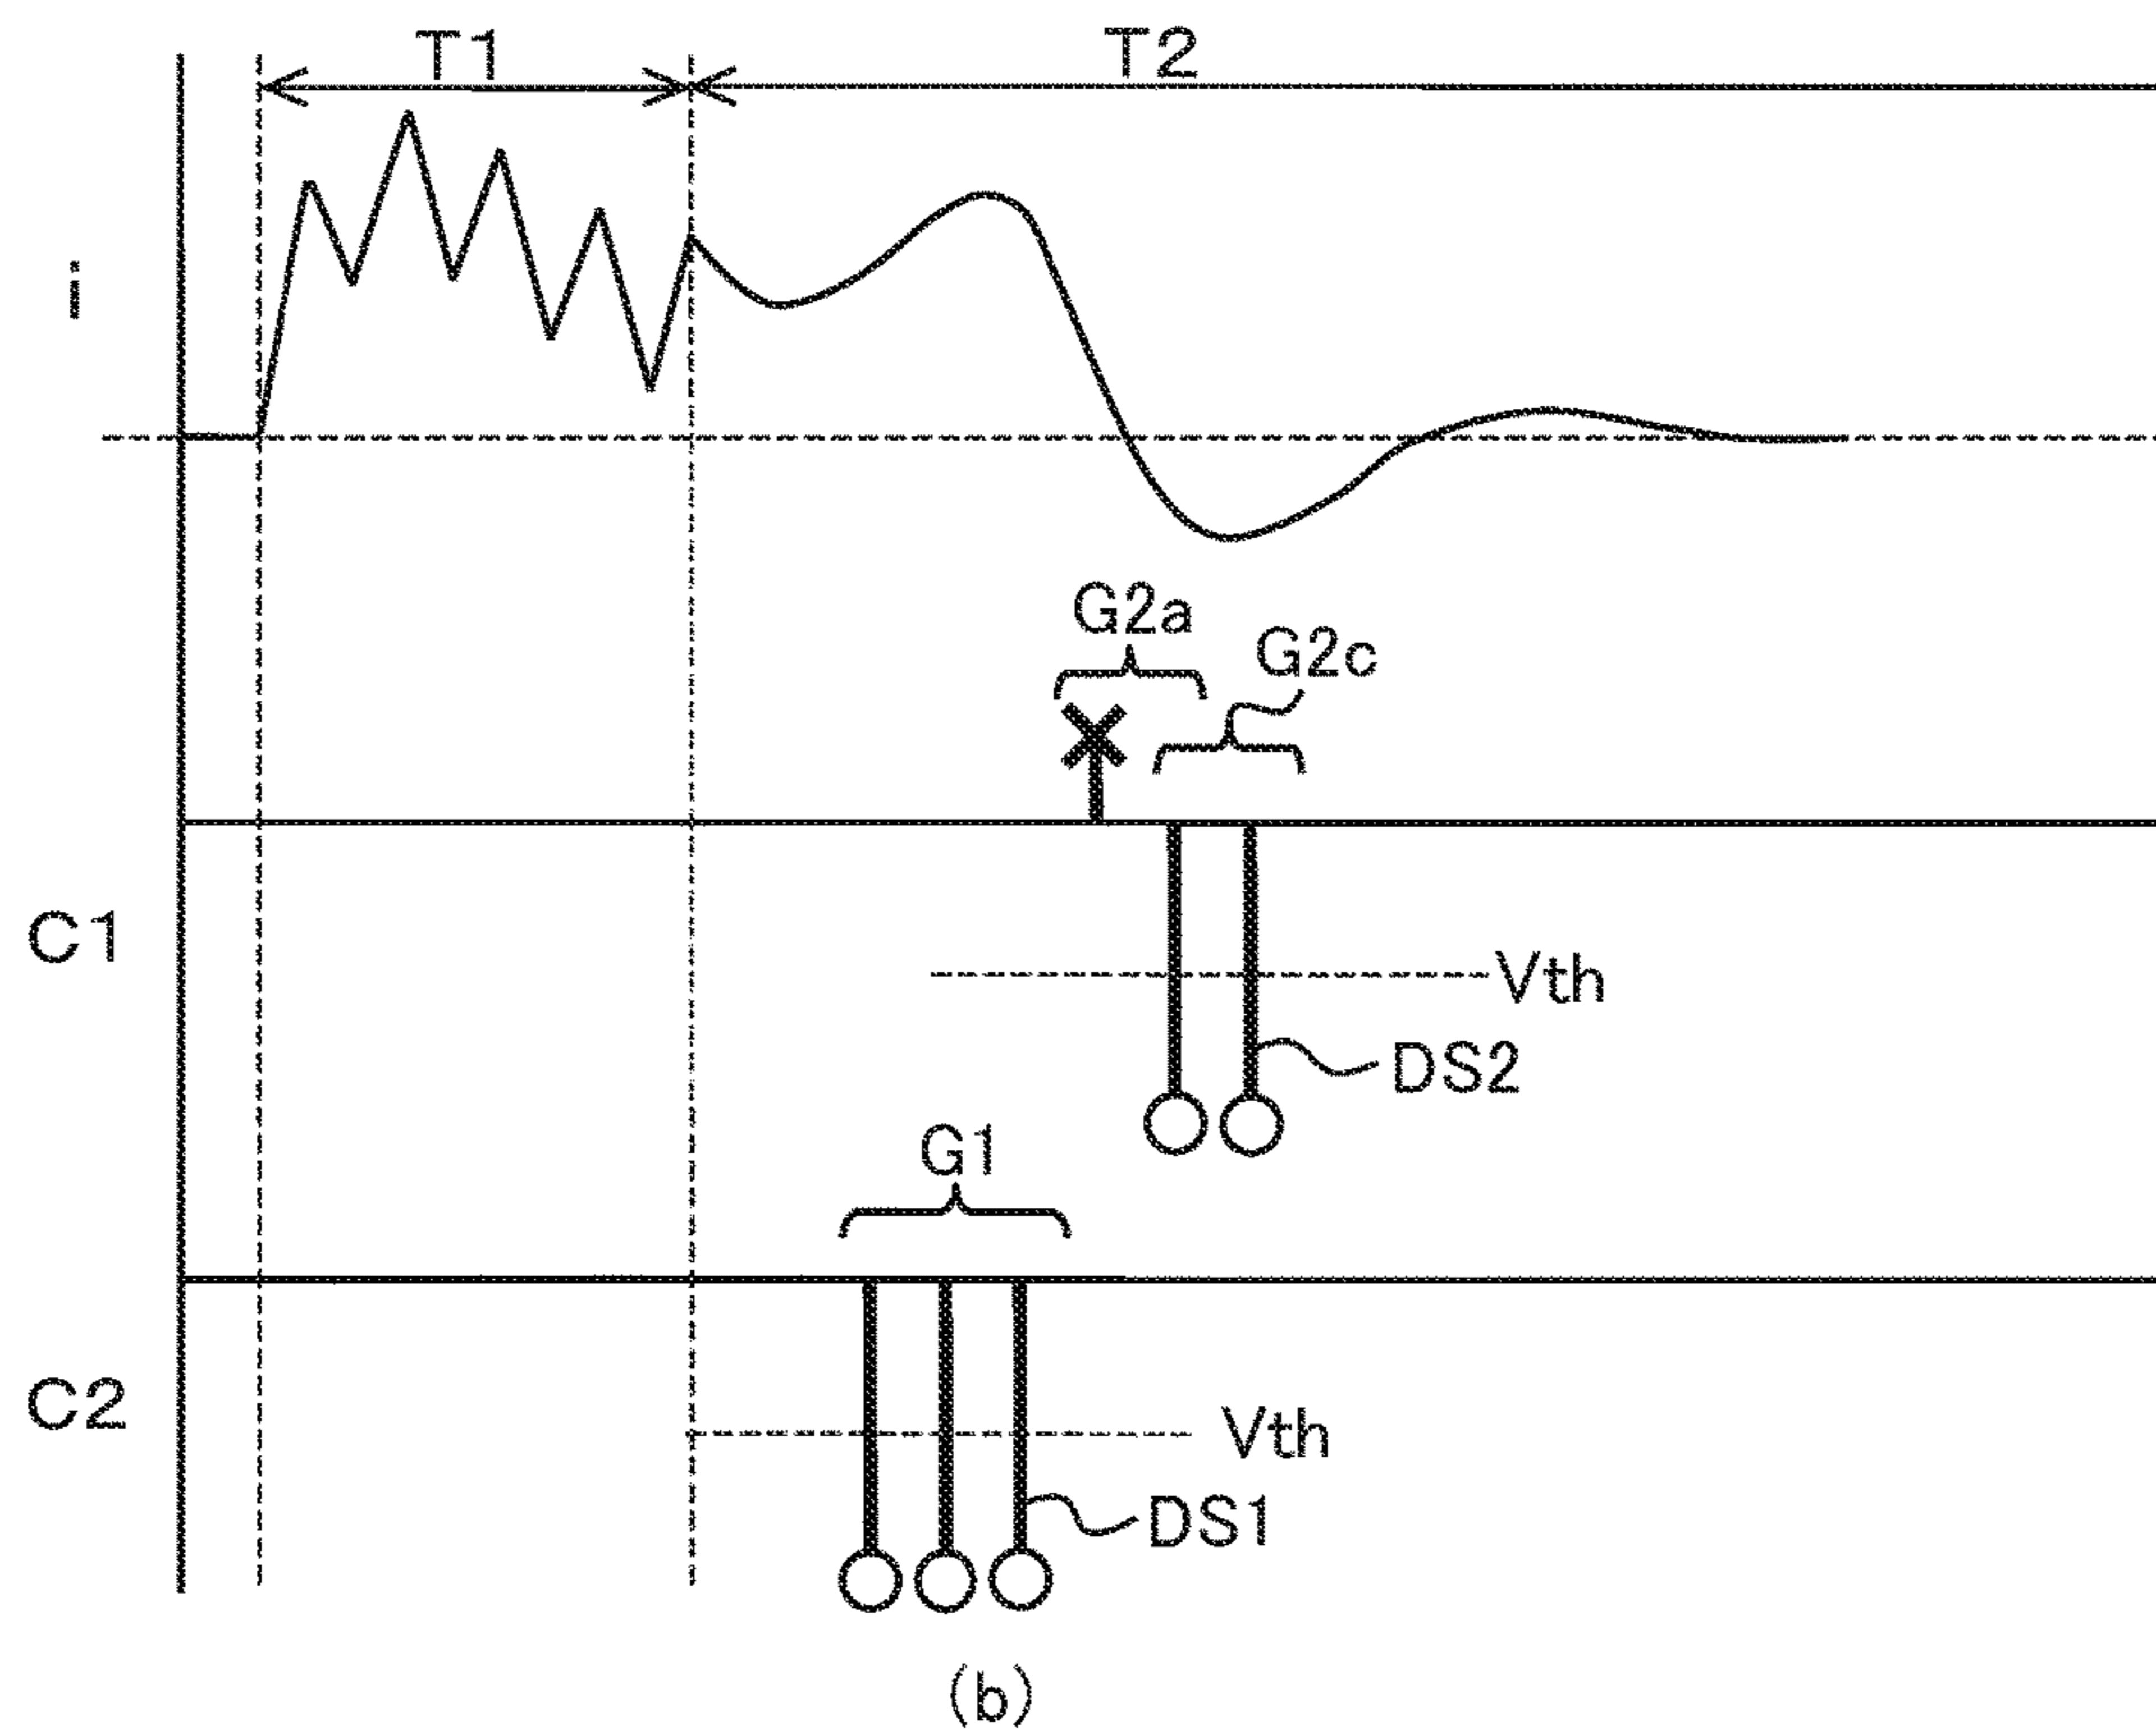 T1 T2
i
G2a
G2c
C1
Vth
DS2
G1
C2
Vth
DS1
(b)